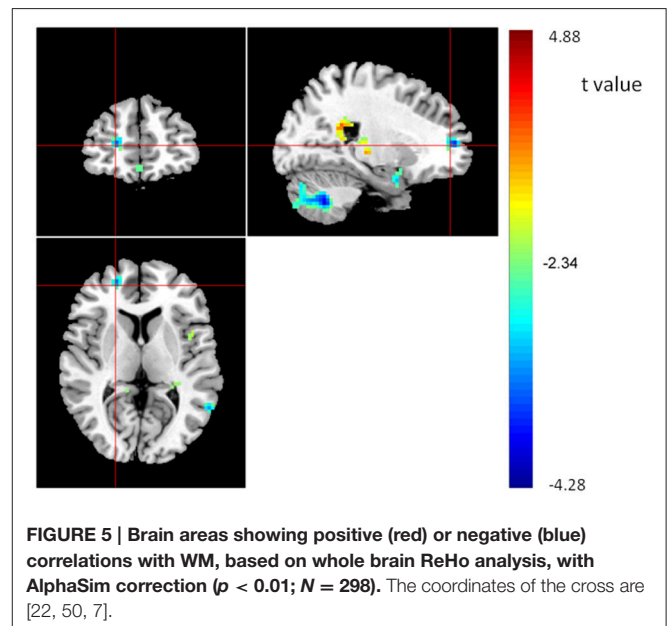 4.88
t value
-2.34
-4.28
FIGURE 5 | Brain areas showing positive (red) or negative (blue)
correlations with WM, based on whole brain ReHo analysis, with
AlphaSim correction (p < 0.01; N = 298). The coordinates of the cross are
[22, 50, 7].